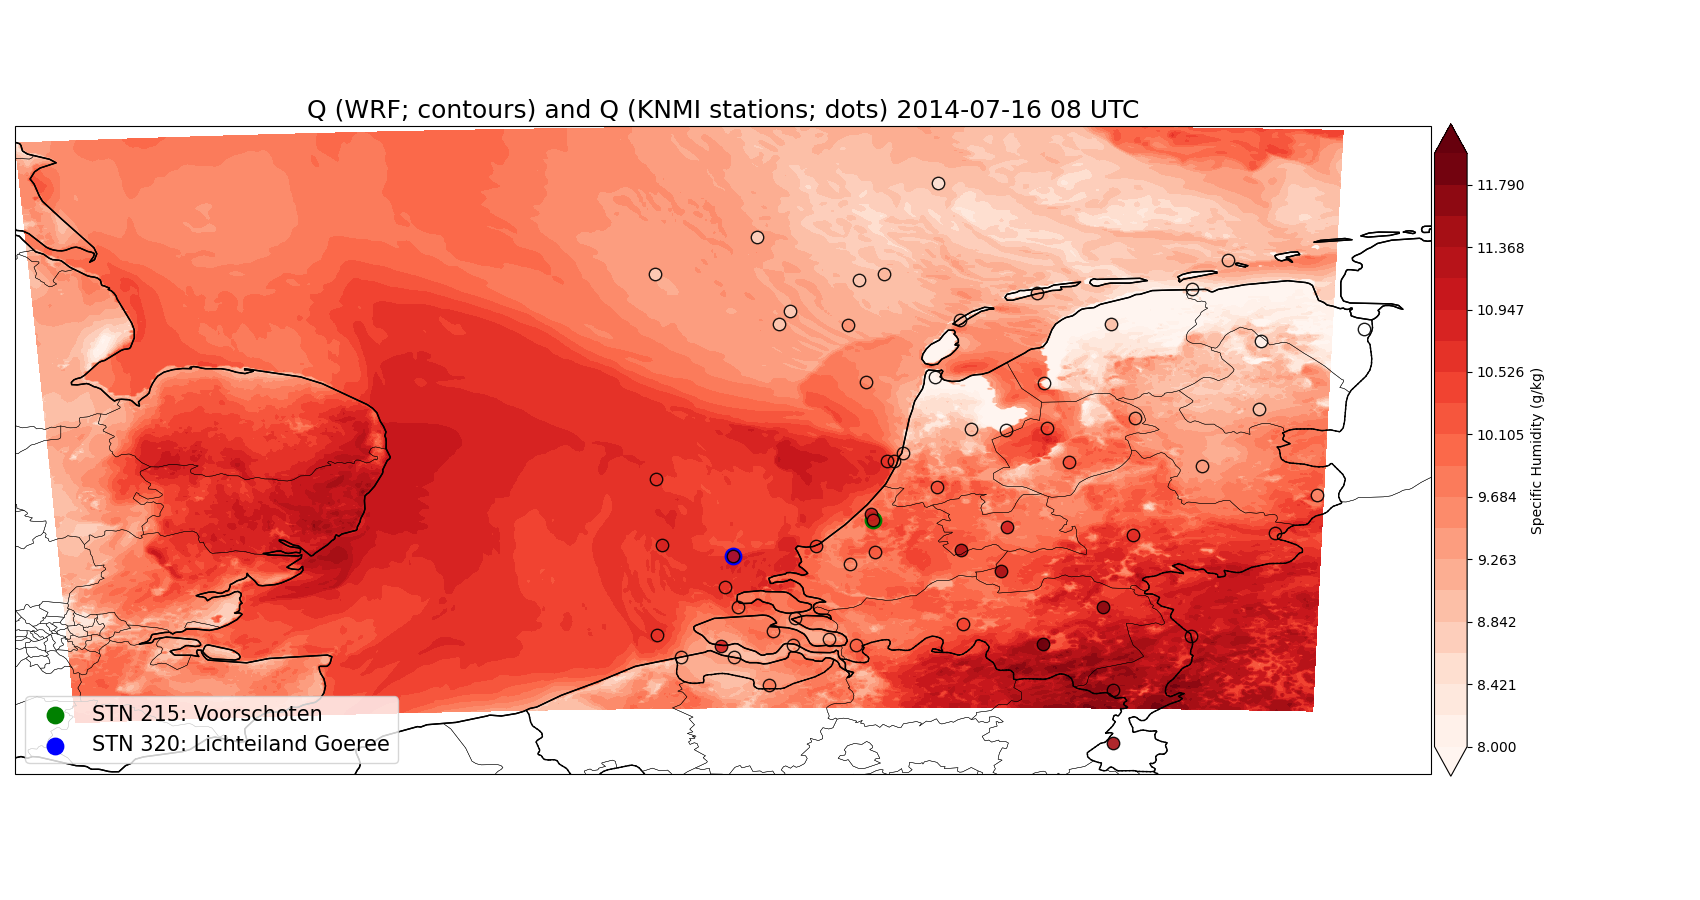 Q (WRF; contours) and Q (KNMI stations; dots) 2014-07-16 08 UTC
11.790
11.368
10.947
10.526
10.105
9.684
9.263
8.842
8.421
8.000
Specific Humidity (g/kg)
STN 215: Voorschoten
STN 320: Lichteiland Goeree